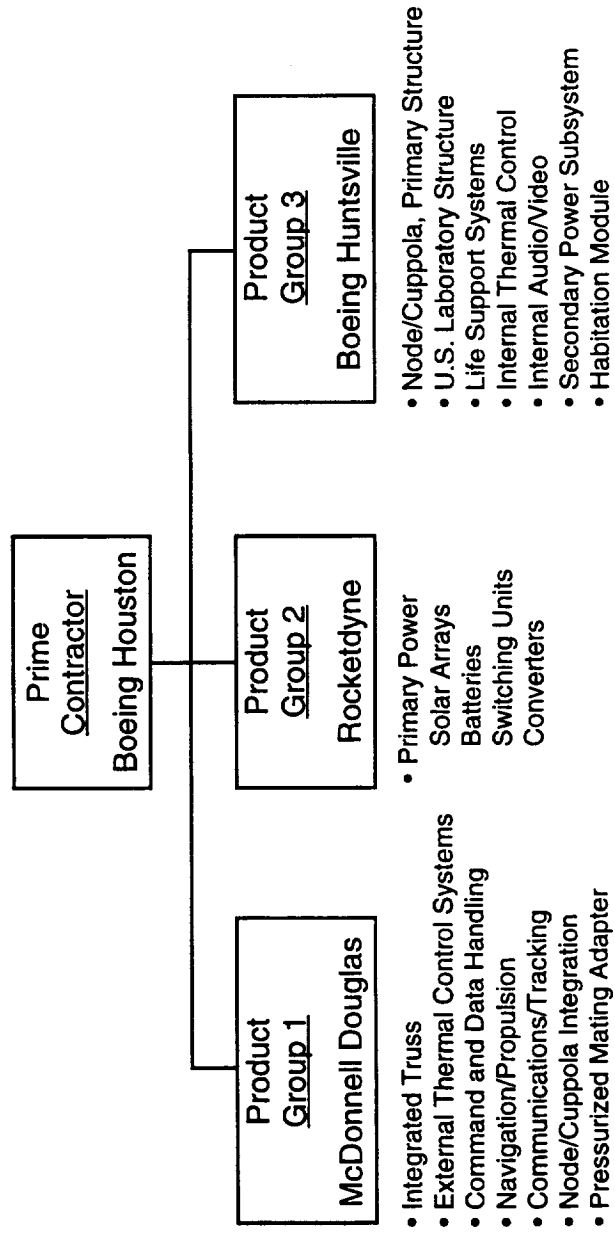 Prime
Contractor
Boeing Houston
Product
Group 1
McDonnell Douglas
• Integrated Truss
• External Thermal Control Systems
• Command and Data Handling
• Navigation/Propulsion
• Communications/Tracking
• Node/Cuppola Integration
• Pressurized Mating Adapter
Product
Group 2
Rocketdyne
• Primary Power
Solar Arrays
Batteries
Switching Units
Converters
Product
Group 3
Boeing Huntsville
• Node/Cuppola, Primary Structure
• U.S. Laboratory Structure
• Life Support Systems
• Internal Thermal Control
• Internal Audio/Video
• Secondary Power Subsystem
• Habitation Module